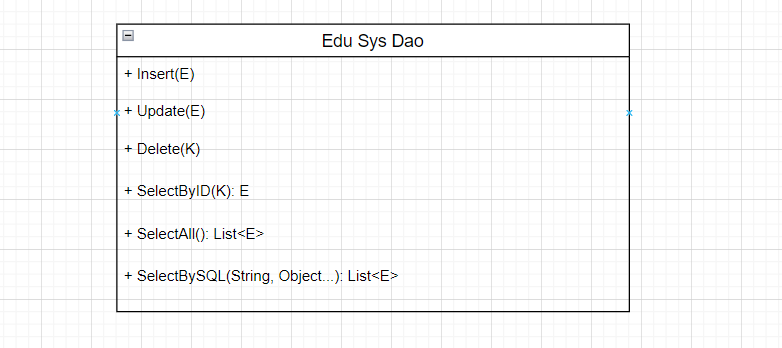 Edu Sys Dao
+ Insert(E)
+ Update(E)
+ Delete(K)
+ SelectByID(K): E
+ SelectAll(): List<E>
+ SelectBySQL(String, Object...): List<E>